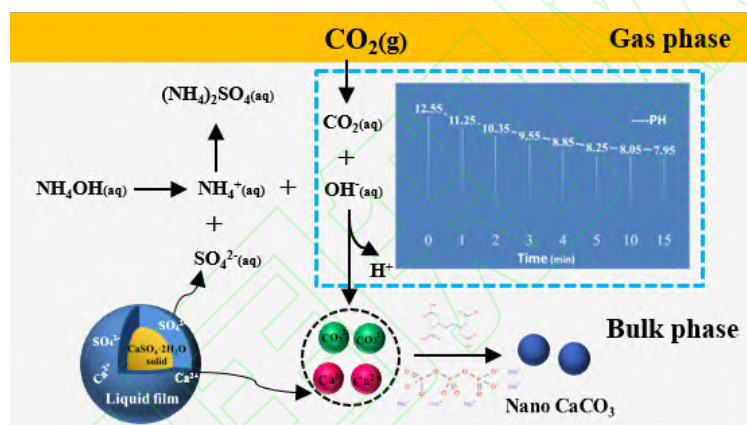 CO₂(g)
Gas phase
(NH₄)₂SO₄(aq)
CO₂(aq)
+
NH₄OH(aq)
NH₄⁺(aq)
+
OH⁻(aq)
+
SO₄²⁻(aq)
H⁺
12.55
11.25
10.35
9.55
8.85
8.25
8.05
7.95
----PH
0 1 2 3 4 5 10 15
Time (min)
Bulk phase
SO₄²⁻
SO₄²⁻
CaSO₄·2H₂O
solid
Ca²⁺
Liquid film
CO₃²⁻ CO₃²⁻
Ca²⁺ Ca²⁺
Nano CaCO₃